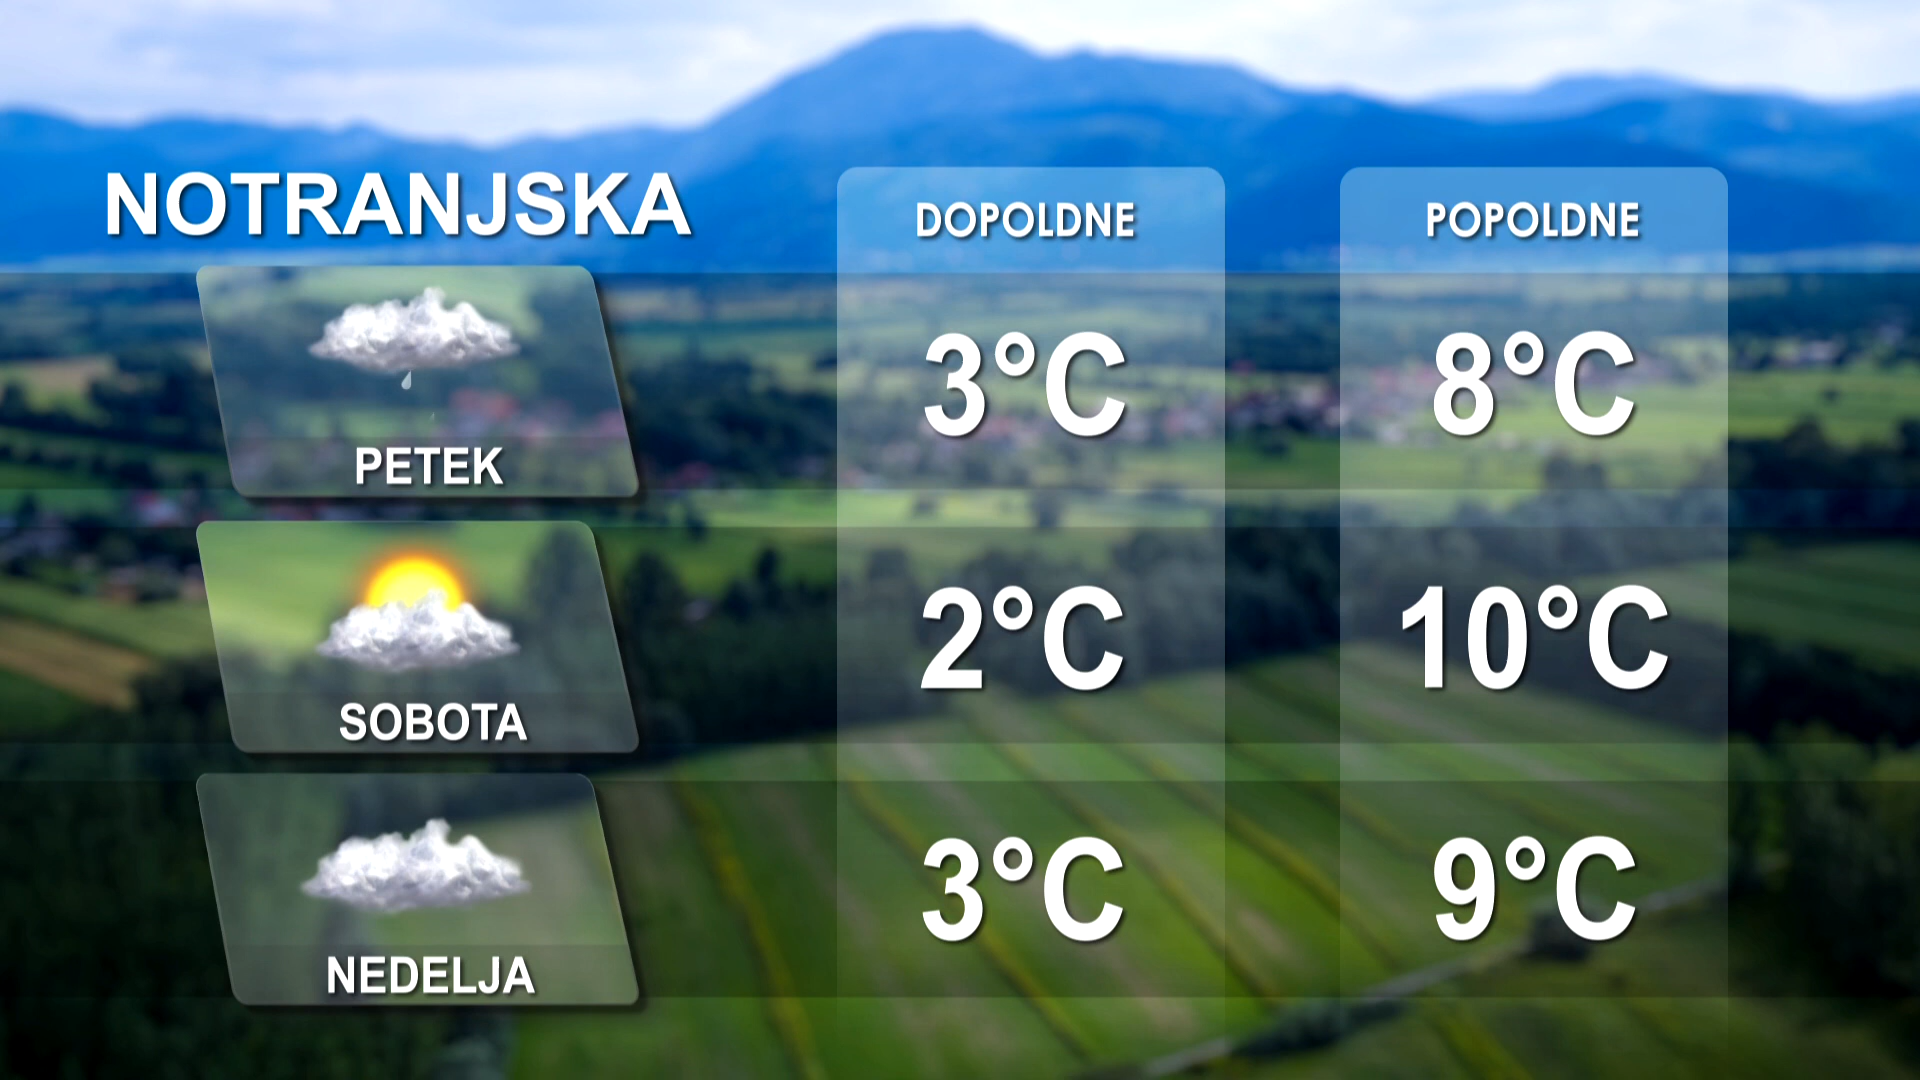 NOTRANJSKA
DOPOLDNE
POPOLDNE
PETEK
3°C
8°C
SOBOTA
2°C
10°C
NEDELJA
3°C
9°C